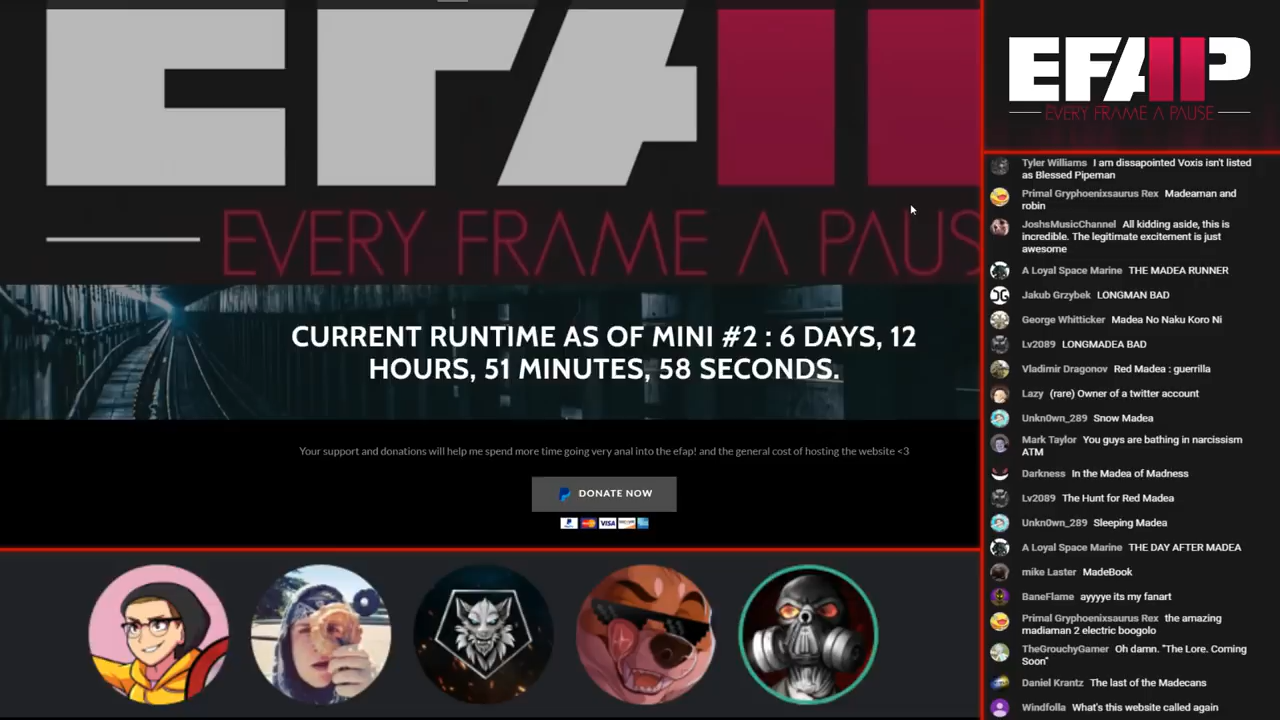 EFAP
EVERY FRAME A PAUS
CURRENT RUNTIME AS OF MINI #2 : 6 DAYS, 12
HOURS, 51 MINUTES, 58 SECONDS.
Your support and donations will help me spend more time going very anal into the efap! and the general cost of hosting the website <3
DONATE NOW
VISA
EFAP
EVERY FRAME A PAUSE
Tyler Williams I am dissapointed Voxis isn't listed
as Blessed Pipeman
Primal Gryphoenixsaurus Rex Madeaman and
robin
JoshsMusicChannel All kidding aside, this is
incredible. The legitimate excitement is just
awesome
A Loyal Space Marine THE MADEA RUNNER
Jakub Grzybek LONGMAN BAD
George Whitticker Madea No Naku Koro Ni
Lv2089 LONGMADEA BAD
Vladimir Dragonov Red Madea : guerrilla
Lazy (rare) Owner of a twitter account
Unkn0wn_289 Snow Madea
Mark Taylor You guys are bathing in narcissism
ATM
Darkness In the Madea of Madness
Lv2089 The Hunt for Red Madea
Unkn0wn_289 Sleeping Madea
A Loyal Space Marine THE DAY AFTER MADEA
mike Laster MadeBook
BaneFlame ayyyye its my fanart
Primal Gryphoenixsaurus Rex the amazing
madiaman 2 electric boogolo
TheGrouchyGamer Oh damn. "The Lore. Coming
Soon"
Daniel Krantz The last of the Madecans
Windfolla What's this website called again